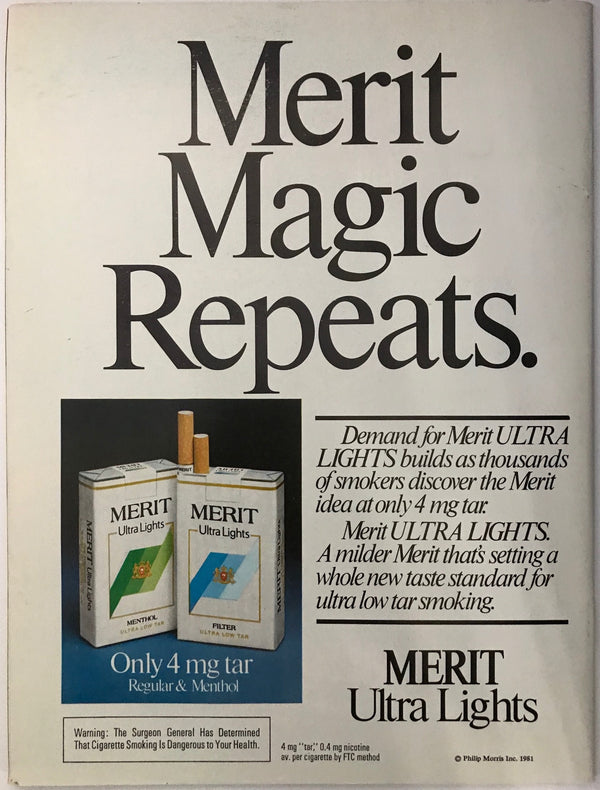 Merit
Magic
Repeats.
Demand for Merit ULTRA
LIGHTS builds as thousands
of smokers discover the Merit
idea at only 4 mg tar.
Merit ULTRA LIGHTS.
A milder Merit that's setting a
whole new taste standard for
ultra low tar smoking.
MERIT
MERIT
MERIT
Ultra Lights
MERIT Ultra Lights
MENTHOL
ULTRA LOW TAR
MERIT
MERIT
Ultra Lights
FILTER
ULTRA LOW TAR
Only 4 mg tar
Regular & Menthol
MERIT
Ultra Lights
Warning: The Surgeon General Has Determined
That Cigarette Smoking Is Dangerous to Your Health.
4 mg "tar," 0.4 mg nicotine
av. per cigarette by FTC method
© Philip Morris Inc. 1981